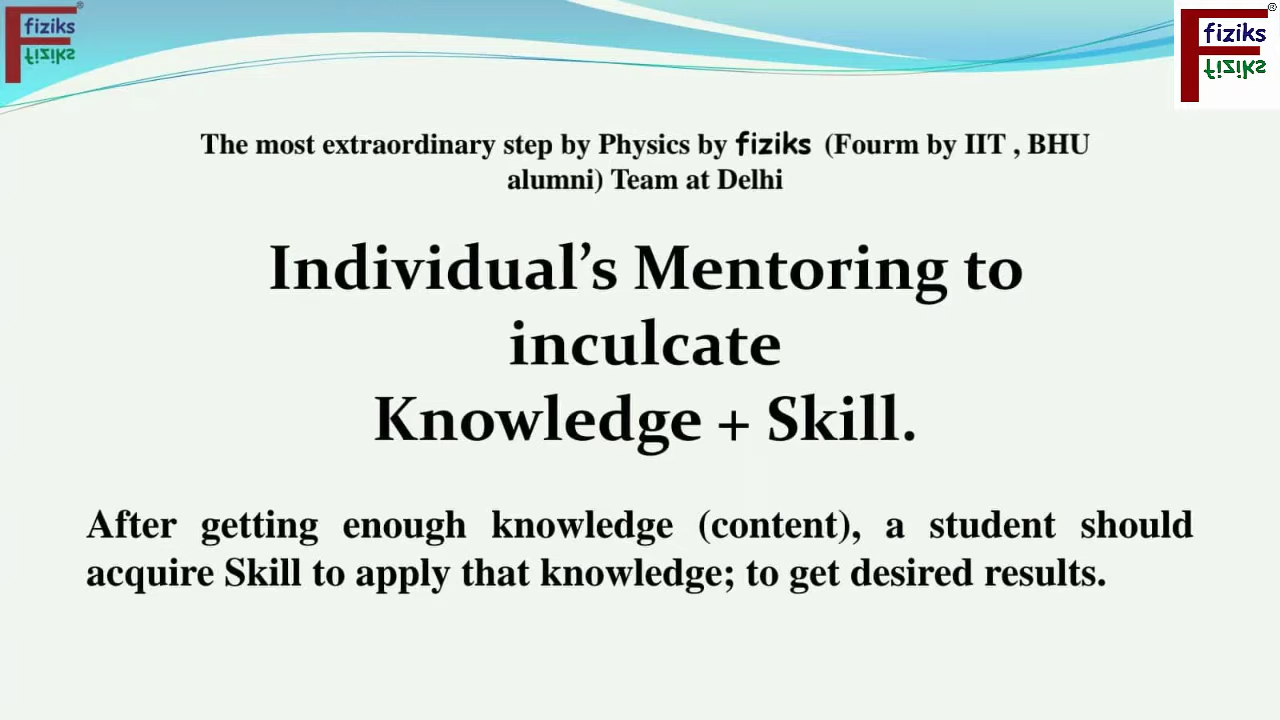 fiziks
fiziks
®
fiziks
fiziks
®
The most extraordinary step by Physics by fiziks (Fourm by IIT , BHU
alumni) Team at Delhi
Individual’s Mentoring to
inculcate
Knowledge + Skill.
After getting enough knowledge (content), a student should
acquire Skill to apply that knowledge; to get desired results.